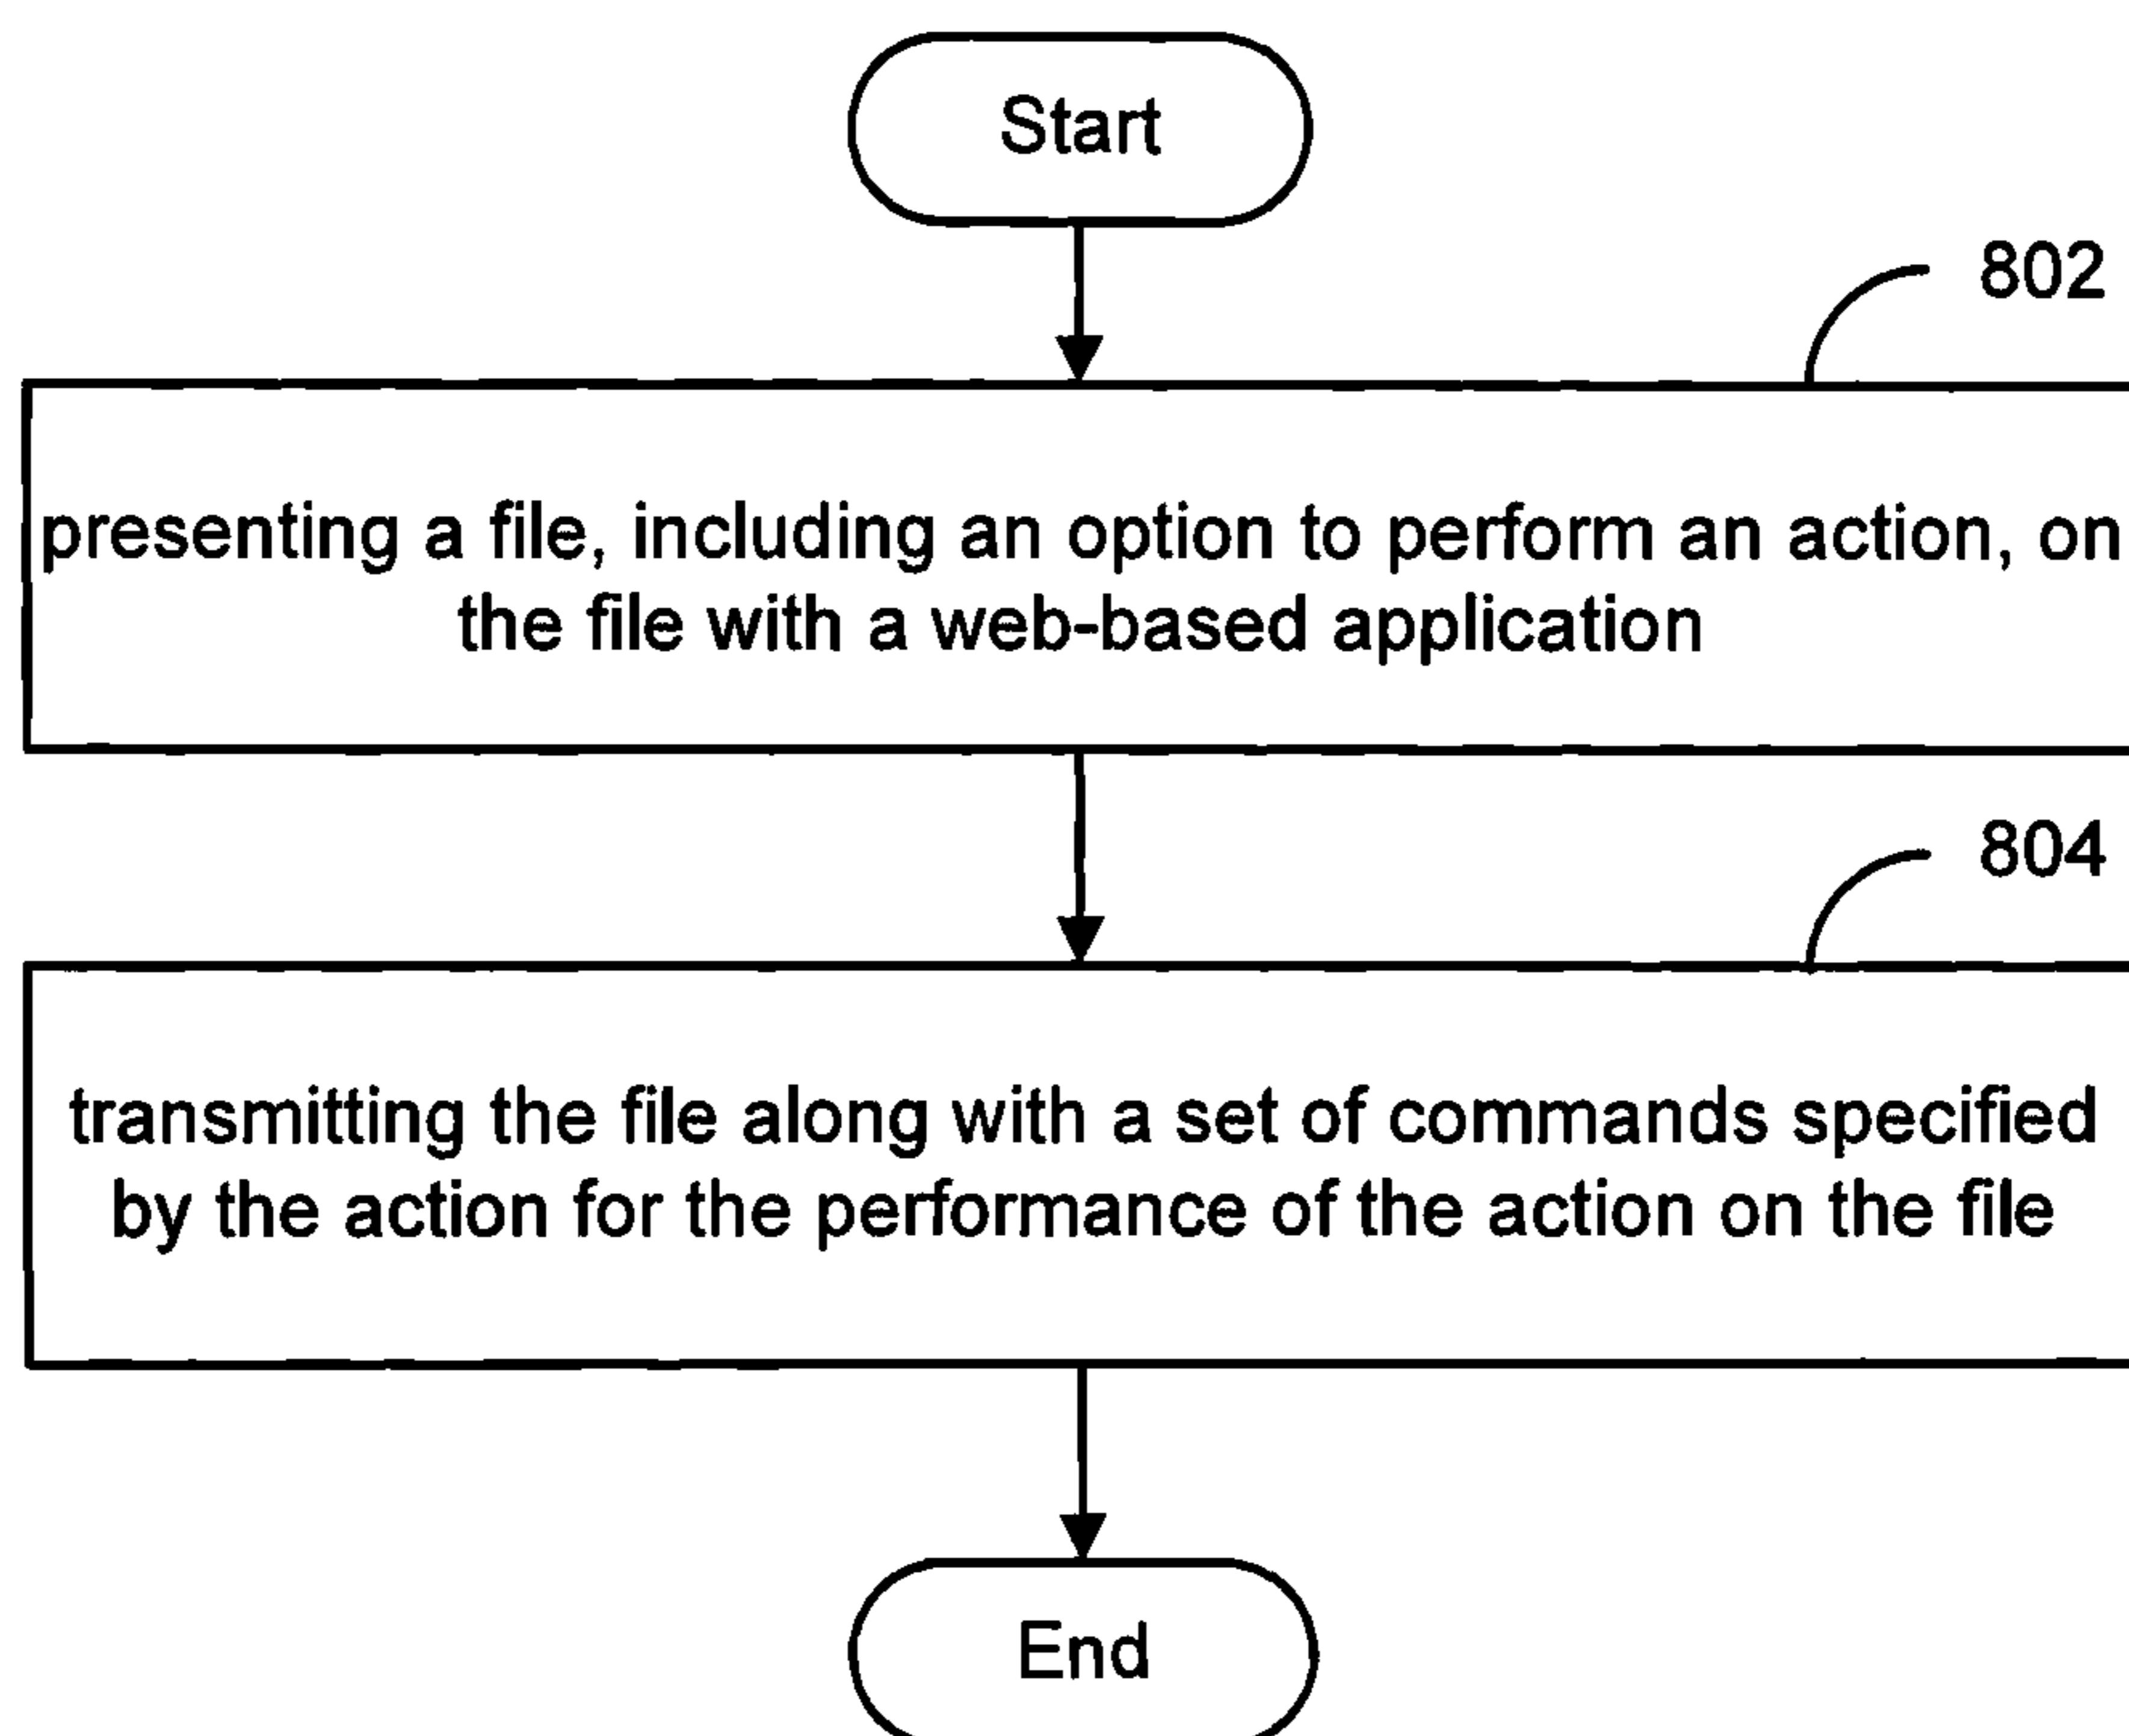 Start
802
presenting a file, including an option to perform an action, on
the file with a web-based application
804
transmitting the file along with a set of commands specified
by the action for the performance of the action on the file
End